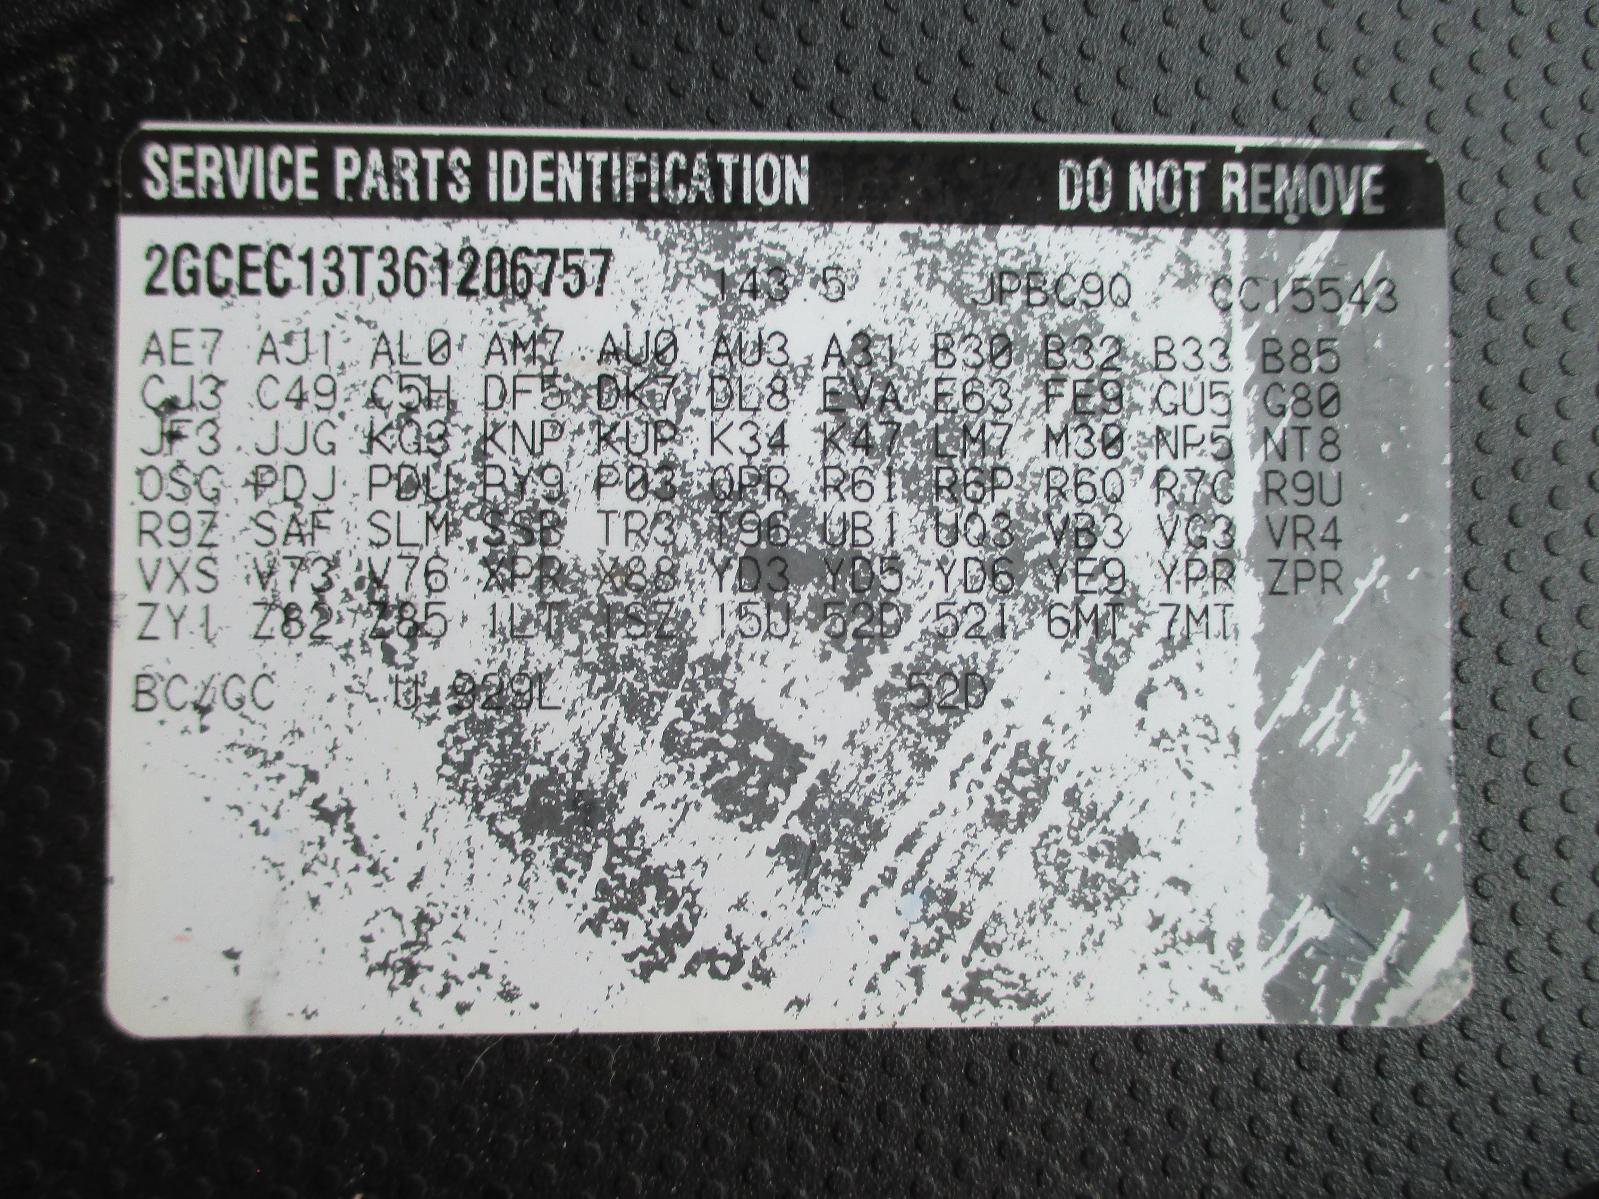 SERVICE PARTS IDENTIFICATION DO NOT REMOVE
2GCEC13T361206757 143.5 JPBC9Q CC15543
AE7 AJ1 AL0 AM7 AU0 AU3 A31 B30 B32 B33 B85
CJ3 C49 C5H DF5 DK7 DL8 EVA E63 FE9 GU5 G80
JF3 JJG KG3 KNP KUP K34 K47 LM7 M30 NP5 NT8
OSG PDJ PDU PY9 P03 QPR R61 R6P R6Q R7C R9U
R9Z SAF SLM SSB TR3 T96 UB1 UQ3 VB3 VG3 VR4
VXS V73 V76 XPR X88 YD3 YD5 YD6 YE9 YPR ZPR
ZY1 Z82 Z85 1LT 1SZ 15U 52D 521 6MT 7MT
BC/GC U 929L 52D